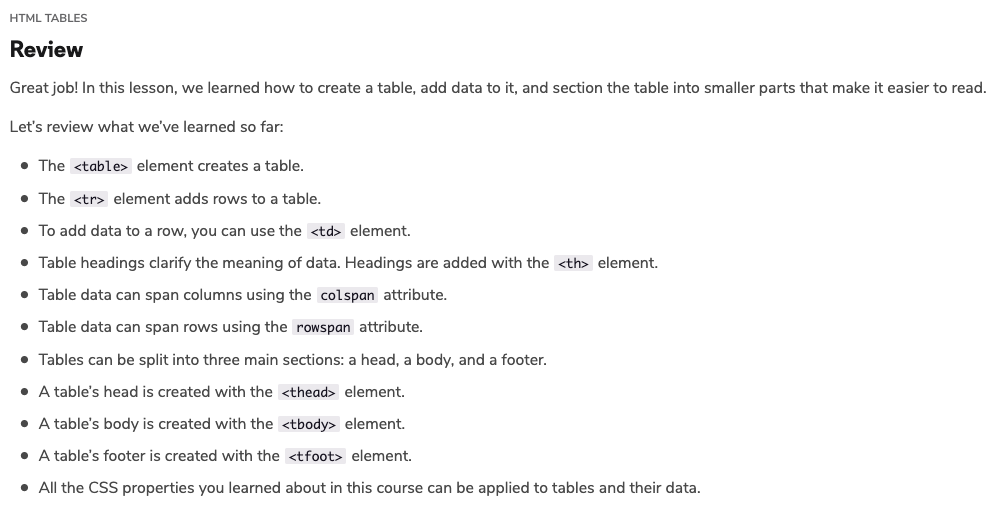 HTML TABLES
Review
Great job! In this lesson, we learned how to create a table, add data to it, and section the table into smaller parts that make it easier to read.
Let's review what we've learned so far:
The <table> element creates a table.
The <tr> element adds rows to a table.
To add data to a row, you can use the <td> element.
Table headings clarify the meaning of data. Headings are added with the <th> element.
Table data can span columns using the colspan attribute.
Table data can span rows using the rowspan attribute.
Tables can be split into three main sections: a head, a body, and a footer.
A table's head is created with the <thead> element.
A table's body is created with the <tbody> element.
A table's footer is created with the <tfoot> element.
All the CSS properties you learned about in this course can be applied to tables and their data.